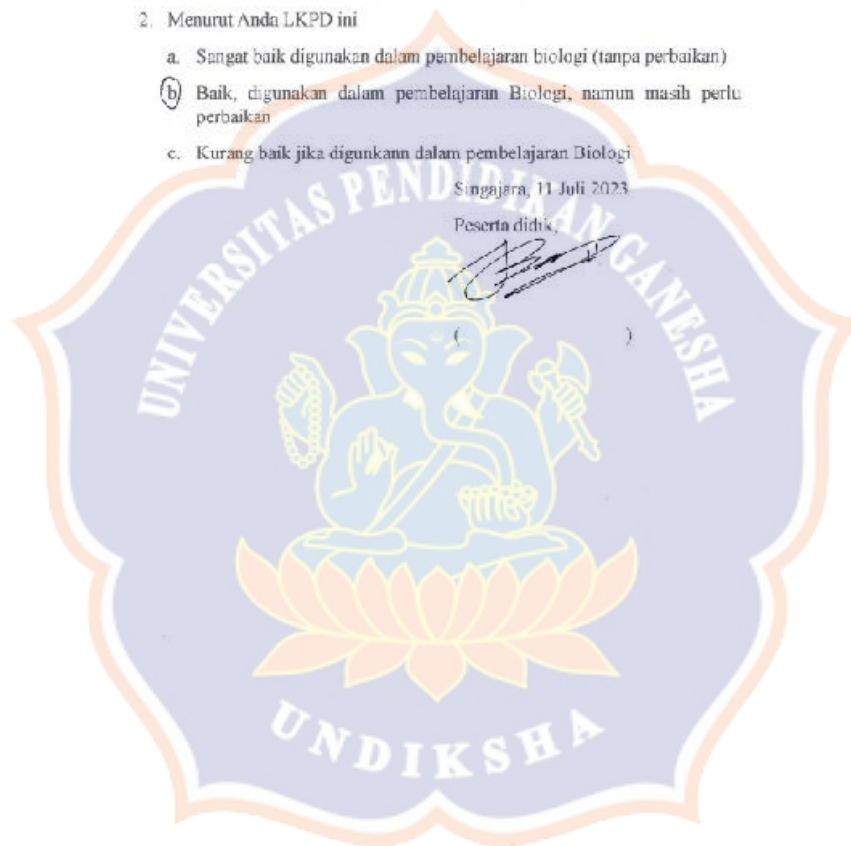 2. Menurut Anda LKPD ini
a. Sangat baik digunakan dalam pembelajaran biologi (tanpa perbaikan)
b Baik, digunakan dalam pembelajaran Biologi, namun masih perlu
perbaikan
c. Kurang baik jika digunkann dalam pembelajaran Biologi
Singajara, 11 Juli 2023
Peserta didik,
( )
UNIVERSITAS PENDIDIKAN GANESHA
UNDIKSHA